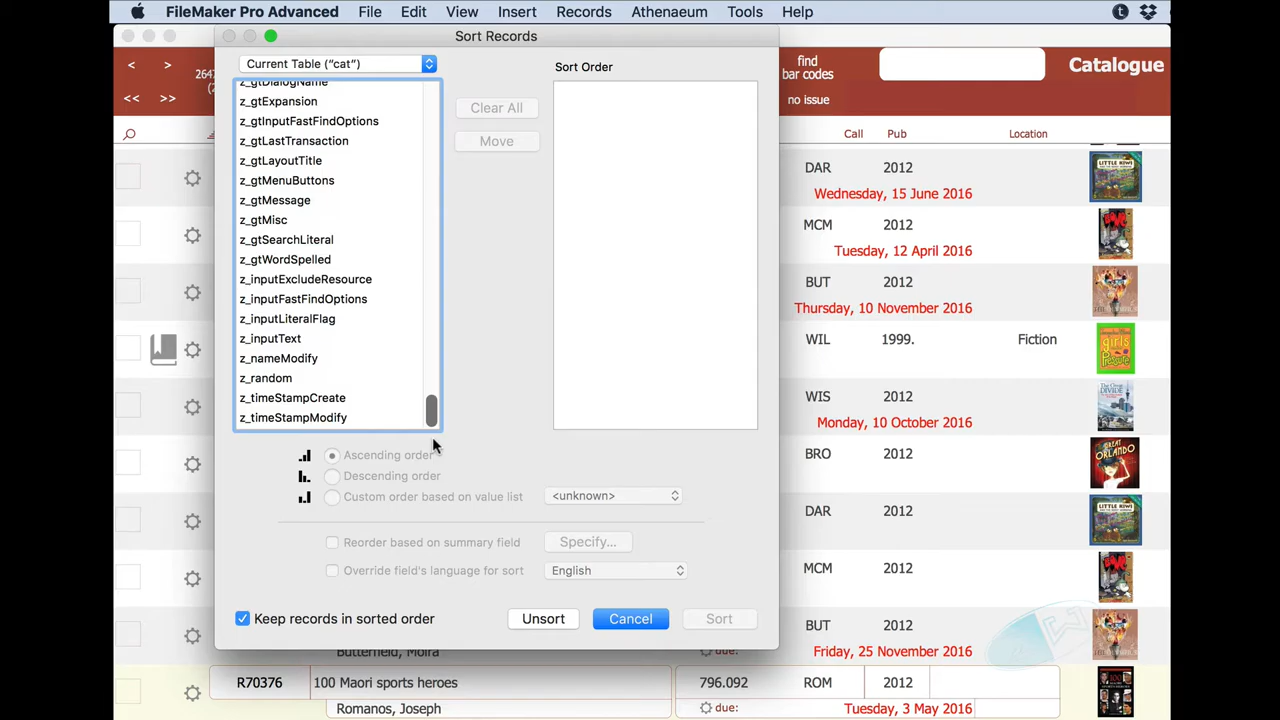 FileMaker Pro Advanced File Edit View Insert Records Athenaeum Tools Help
Sort Records
Current Table (“cat”)
Sort Order
z_gtDialogName
z_gtExpansion
z_gtInputFastFindOptions
z_gtLastTransaction
z_gtLayoutTitle
z_gtMenuButtons
z_gtMessage
z_gtMisc
z_gtSearchLiteral
z_gtWordSpelled
z_inputExcludeResource
z_inputFastFindOptions
z_inputLiteralFlag
z_inputText
z_nameModify
z_random
z_timeStampCreate
z_timeStampModify
Clear All
Move
Ascending order
Descending order
Custom order based on value list <unknown>
Reorder based on summary field Specify...
Override field's language for sort English
Keep records in sorted order Unsort Cancel Sort
< >
<< >>
find
bar codes
no issue
Catalogue
Call Pub Location
DAR 2012
Wednesday, 15 June 2016
MCM 2012
Tuesday, 12 April 2016
BUT 2012
Thursday, 10 November 2016
WIL 1999. Fiction
WIS 2012
Monday, 10 October 2016
BRO 2012
DAR 2012
MCM 2012
BUT 2012
Butterfield, Moira due: Friday, 25 November 2016
R70376 100 Maori sports heroes 796.092 ROM 2012
Romanos, Joseph due: Tuesday, 3 May 2016